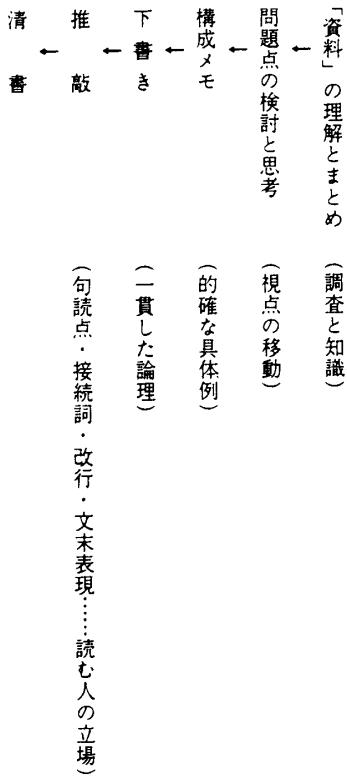 「資料」の理解とまとめ（調査と知識）
↓
問題点の検討と思考（視点の移動）
↓
構成メモ（的確な具体例）
↓
下書き（一貫した論理）
↓
推敲（句読点・接続詞・改行・文末表現……読む人の立場）
↓
清書